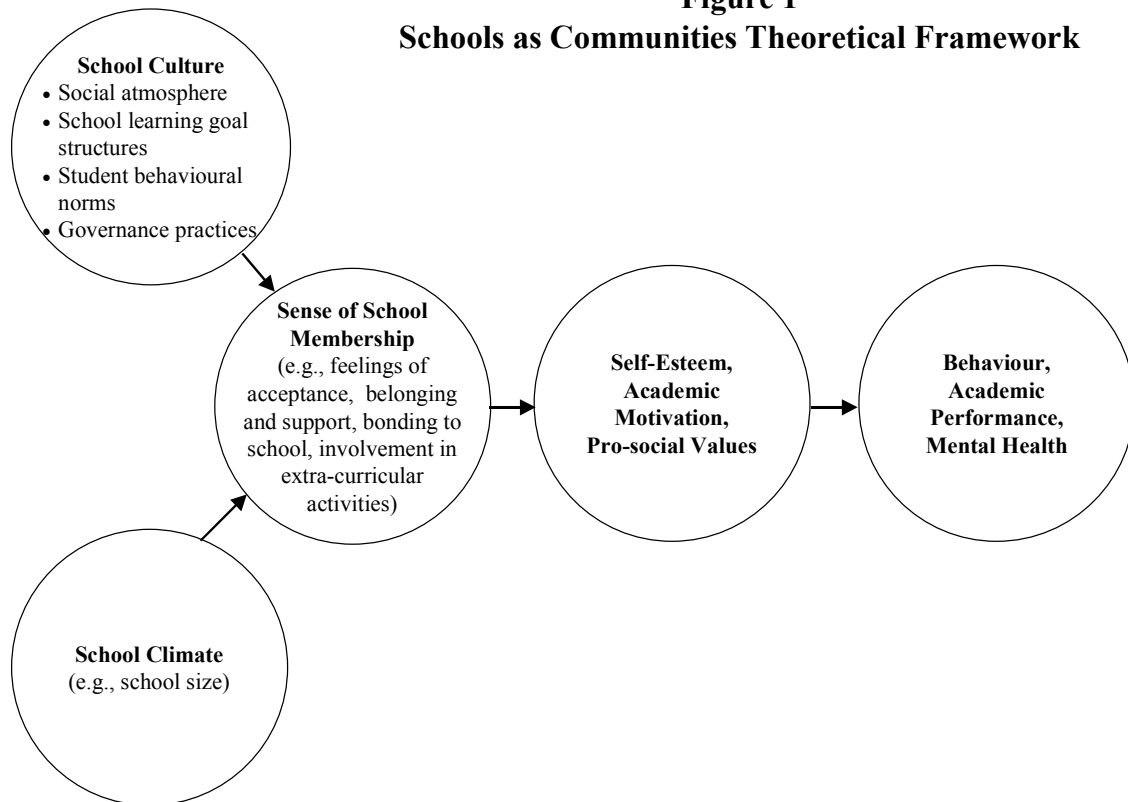 Figure 1
Schools as Communities Theoretical Framework
School Culture
• Social atmosphere
• School learning goal
structures
• Student behavioural
norms
• Governance practices
Sense of School
Membership
(e.g., feelings of
acceptance, belonging
and support, bonding to
school, involvement in
extra-curricular
activities)
Self-Esteem,
Academic
Motivation,
Pro-social Values
Behaviour,
Academic
Performance,
Mental Health
School Climate
(e.g., school size)